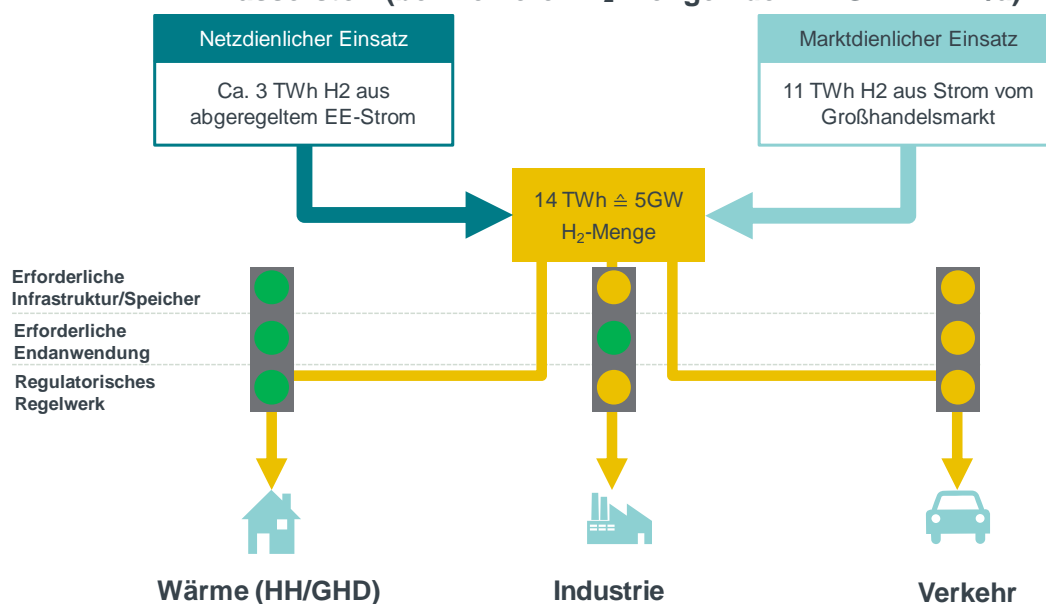 Netzdienlicher Einsatz
Marktdienlicher Einsatz
Ca. 3 TWh H2 aus
abgeregeltem EE-Strom
11 TWh H2 aus Strom vom
Großhandelsmarkt
14 TWh ≙ 5GW
H₂-Menge
Erforderliche
Infrastruktur/Speicher
Erforderliche
Endanwendung
Regulatorisches
Regelwerk
Wärme (HH/GHD)
Industrie
Verkehr